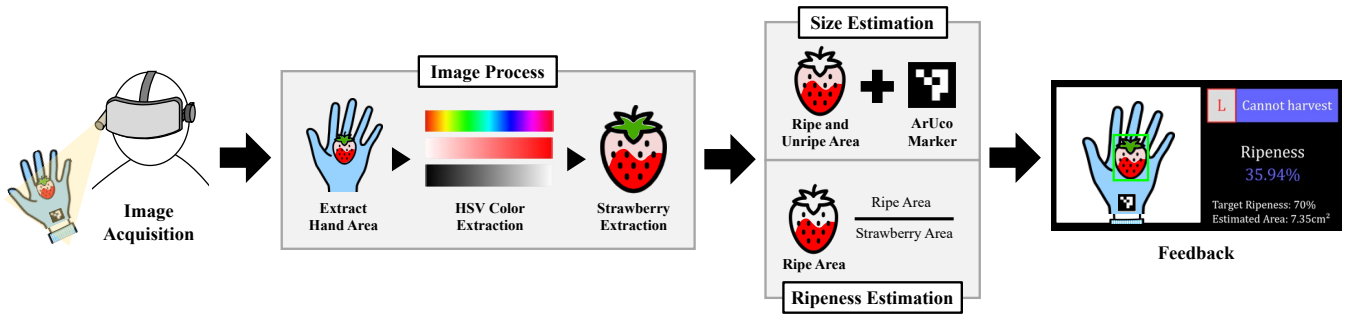 Image
Acquisition
Image Process
Extract
Hand Area
HSV Color
Extraction
Strawberry
Extraction
Size Estimation
Ripe and
Unripe Area
ArUco
Marker
Ripe Area
Ripe Area
Strawberry Area
Ripeness Estimation
L
Cannot harvest
Ripeness
35.94%
Target Ripeness: 70%
Estimated Area: 7.35cm²
Feedback